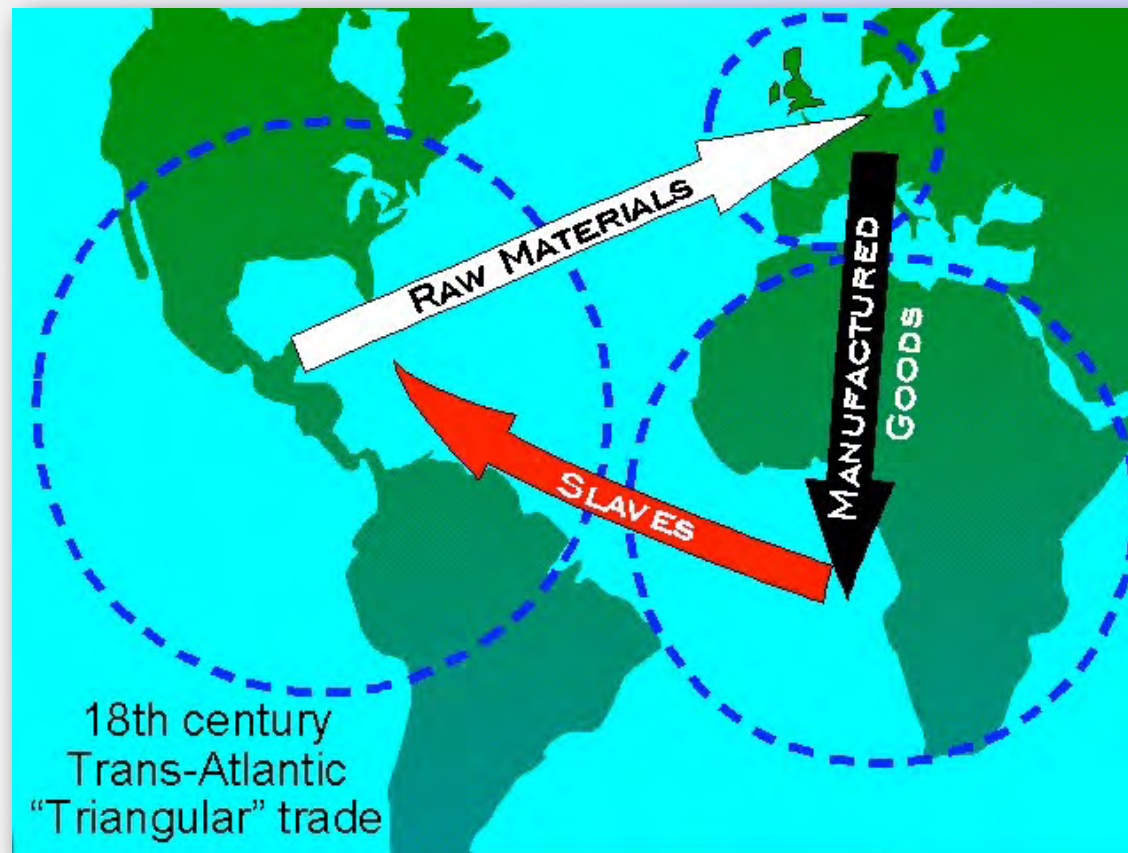 RAW MATERIALS
MANUFACTURED
GOODS
SLAVES
18th century
Trans-Atlantic
“Triangular” trade